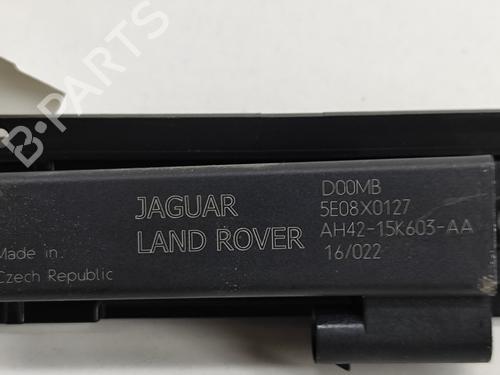 B-PARTS
JAGUAR
LAND ROVER
D00MB
5E08X0127
AH42-15K603-AA
16/022
Made in
Czech Republic